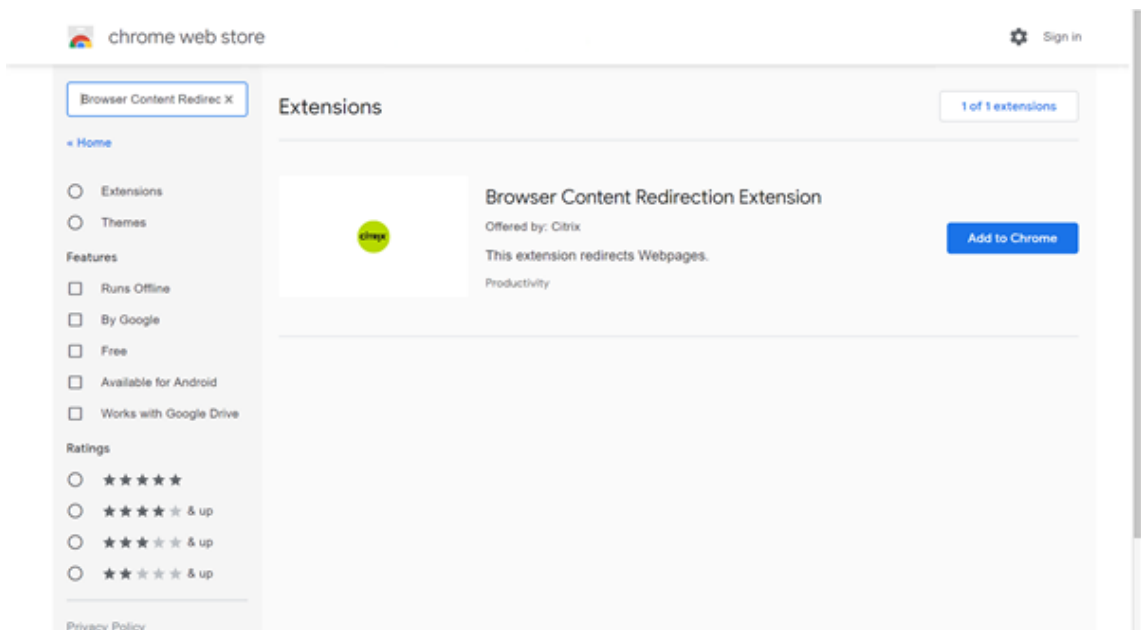 chrome web store
Sign in
Browser Content Redirec ×
« Home
Extensions
Themes
Features
Runs Offline
By Google
Free
Available for Android
Works with Google Drive
Ratings
& up
& up
& up
Privacy Policy
Extensions
1 of 1 extensions
citrix
Browser Content Redirection Extension
Offered by: Citrix
This extension redirects Webpages.
Productivity
Add to Chrome